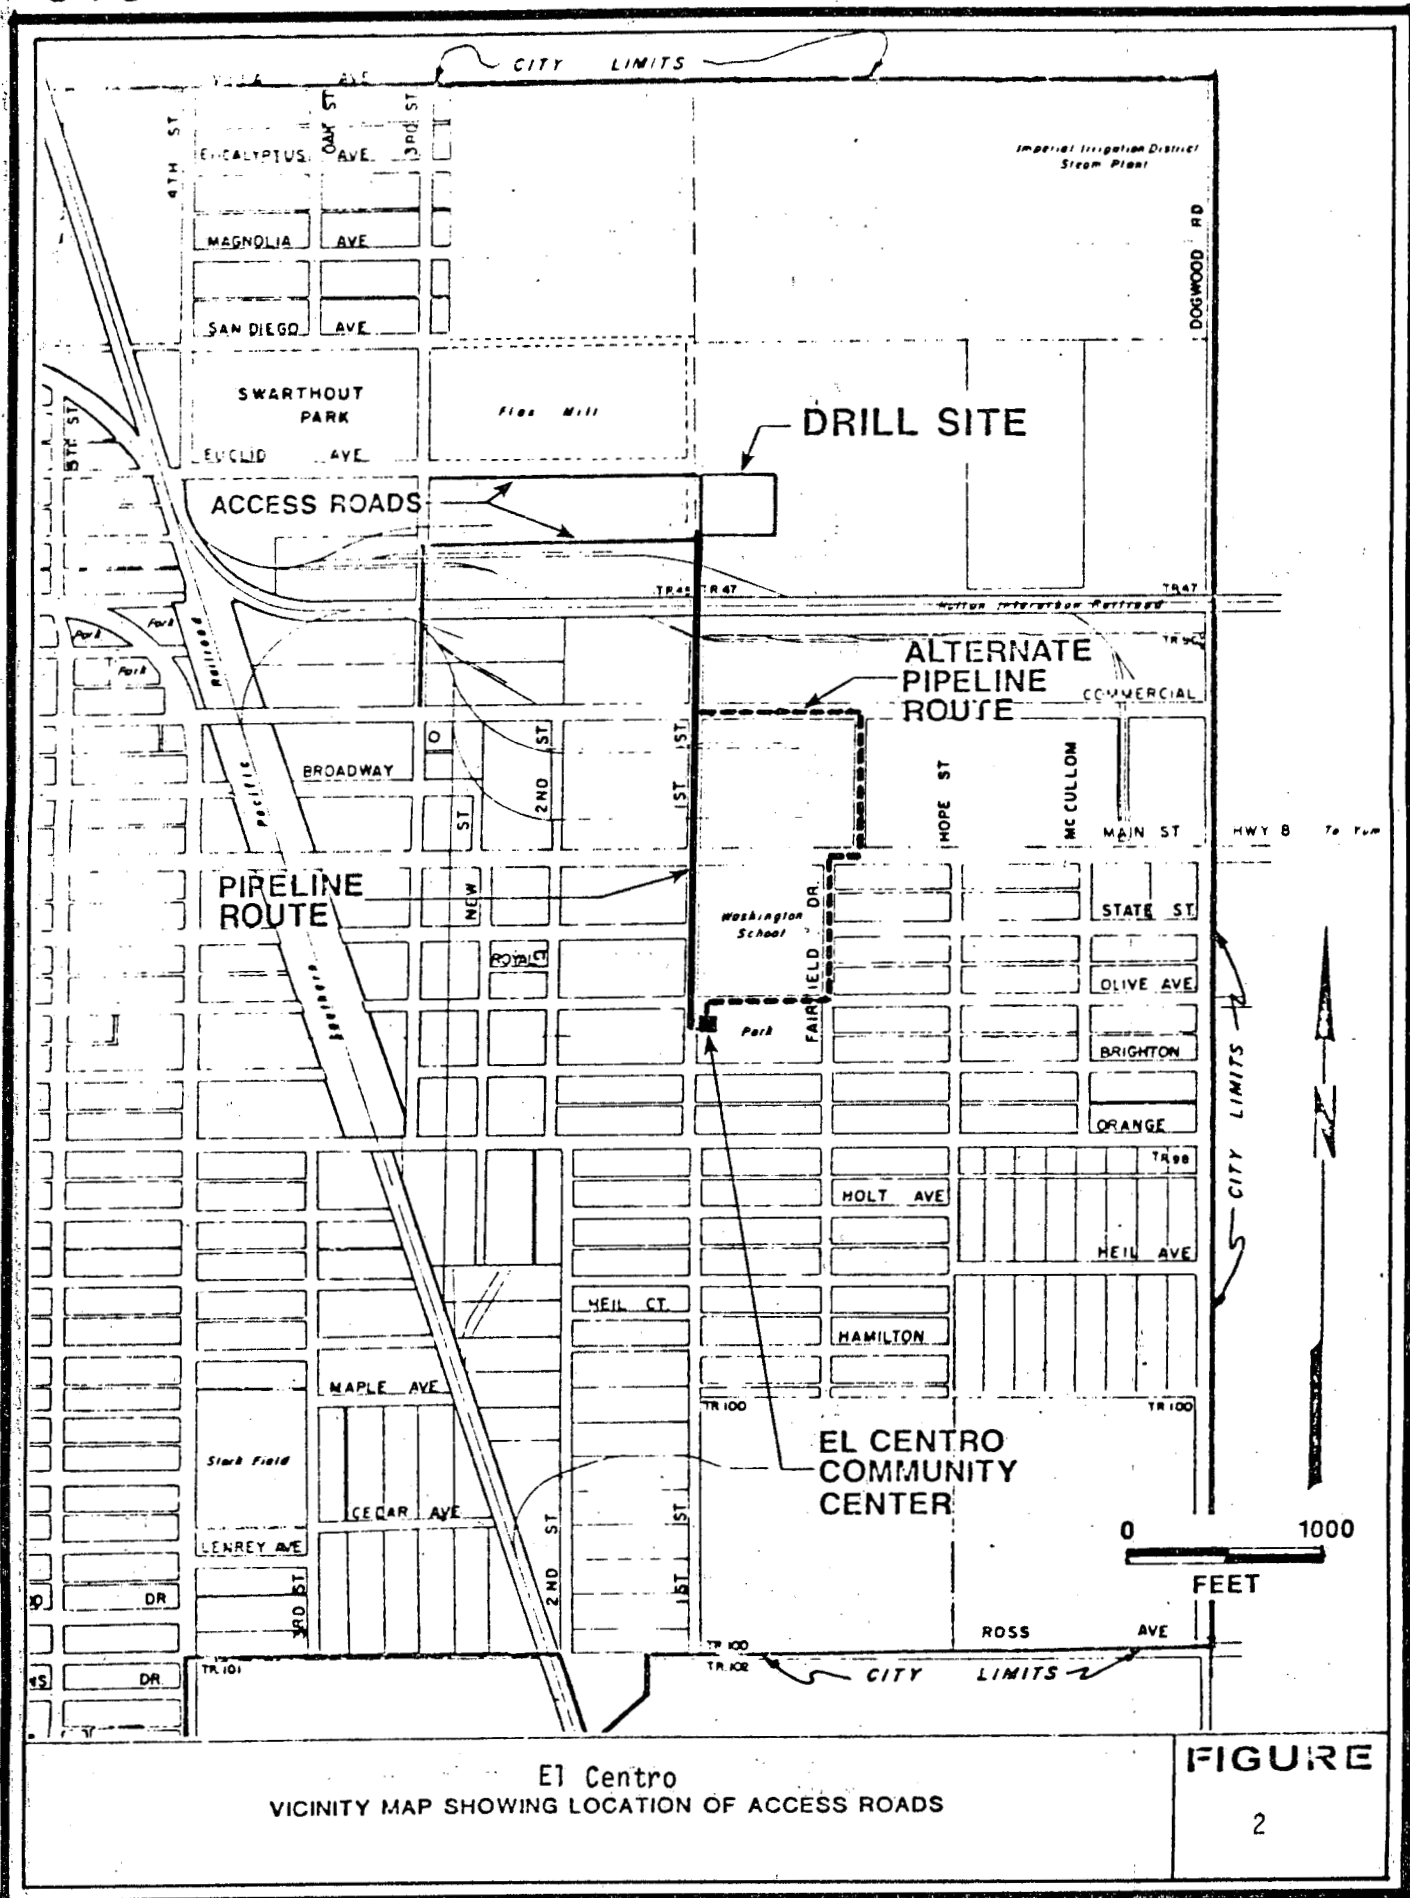 CITY LIMITS
VILLA AVE
4TH ST
OAK ST
3RD ST
EUCALYPTUS AVE
Imperial Irrigation District
Steam Plant
MAGNOLIA AVE
DOGWOOD RD
SAN DIEGO AVE
SWARTHOUT
PARK
Flax Mill
DRILL SITE
5TH ST
EUCLID AVE
ACCESS ROADS
TR 47
TR 47
Holton Interurban Railroad
Park
Park
Park
Railroad
ALTERNATE
PIPELINE
ROUTE
COMMERCIAL
1ST ST
2ND ST
BROADWAY
Pacific
HOPE ST
MC CULLOM
MAIN ST
HWY 8
PIPELINE
ROUTE
NEW ST
Washington
School
FAIRFIELD DR
STATE ST
ROYAL
Southern
OLIVE AVE
Park
BRIGHTON
CITY LIMITS
N
ORANGE
TR 98
HOLT AVE
HEIL AVE
HEIL CT.
HAMILTON
MAPLE AVE
TR 100
TR 100
EL CENTRO
COMMUNITY
CENTER
Stark Field
CEDAR AVE
2ND ST
1ST ST
LENREY AVE
3RD ST
0 1000
FEET
DR
ROSS AVE
TR 100
TR 101
TR 102
CITY LIMITS
DR
El Centro
VICINITY MAP SHOWING LOCATION OF ACCESS ROADS
FIGURE
2